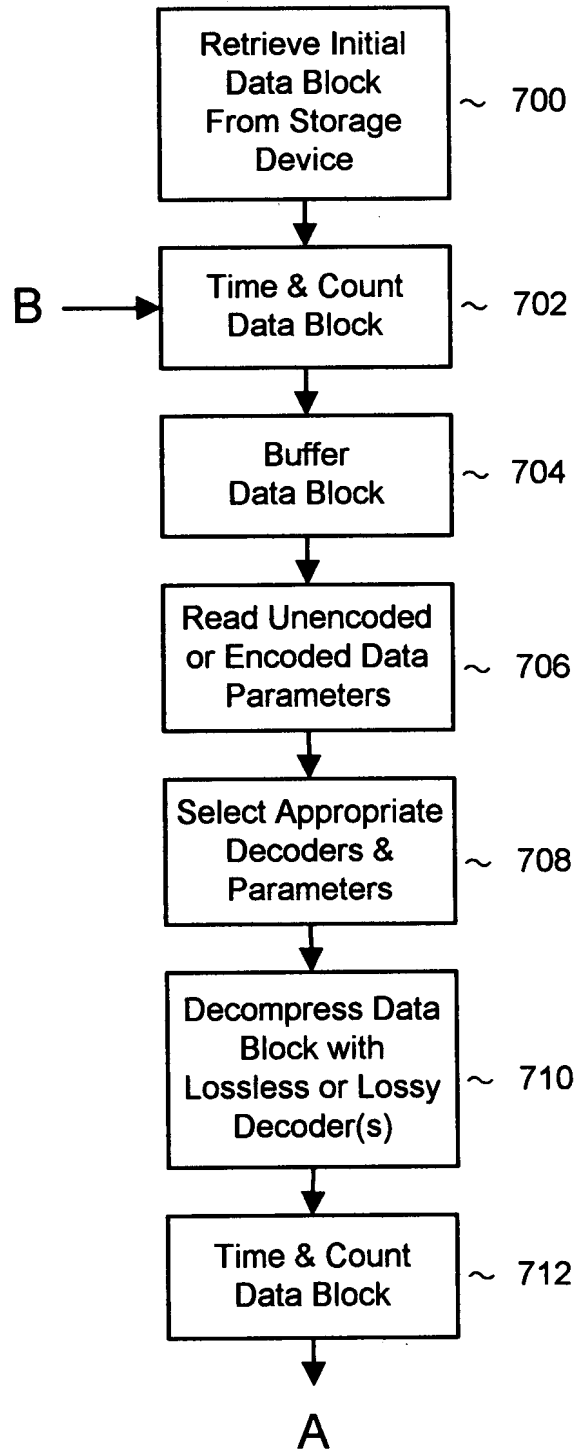 Retrieve Initial
Data Block
From Storage
Device
~ 700
B
Time & Count
Data Block
~ 702
Buffer
Data Block
~ 704
Read Unencoded
or Encoded Data
Parameters
~ 706
Select Appropriate
Decoders &
Parameters
~ 708
Decompress Data
Block with
Lossless or Lossy
Decoder(s)
~ 710
Time & Count
Data Block
~ 712
A